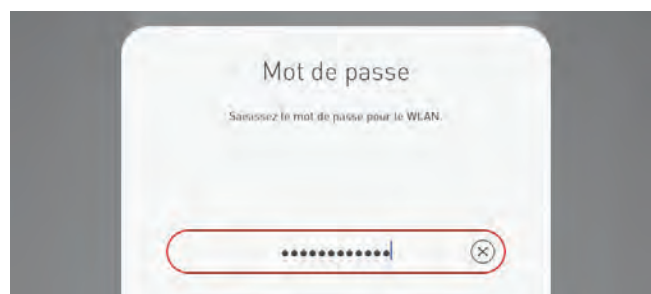 Mot de passe
Saisissez le mot de passe pour le WLAN.
••••••••••••